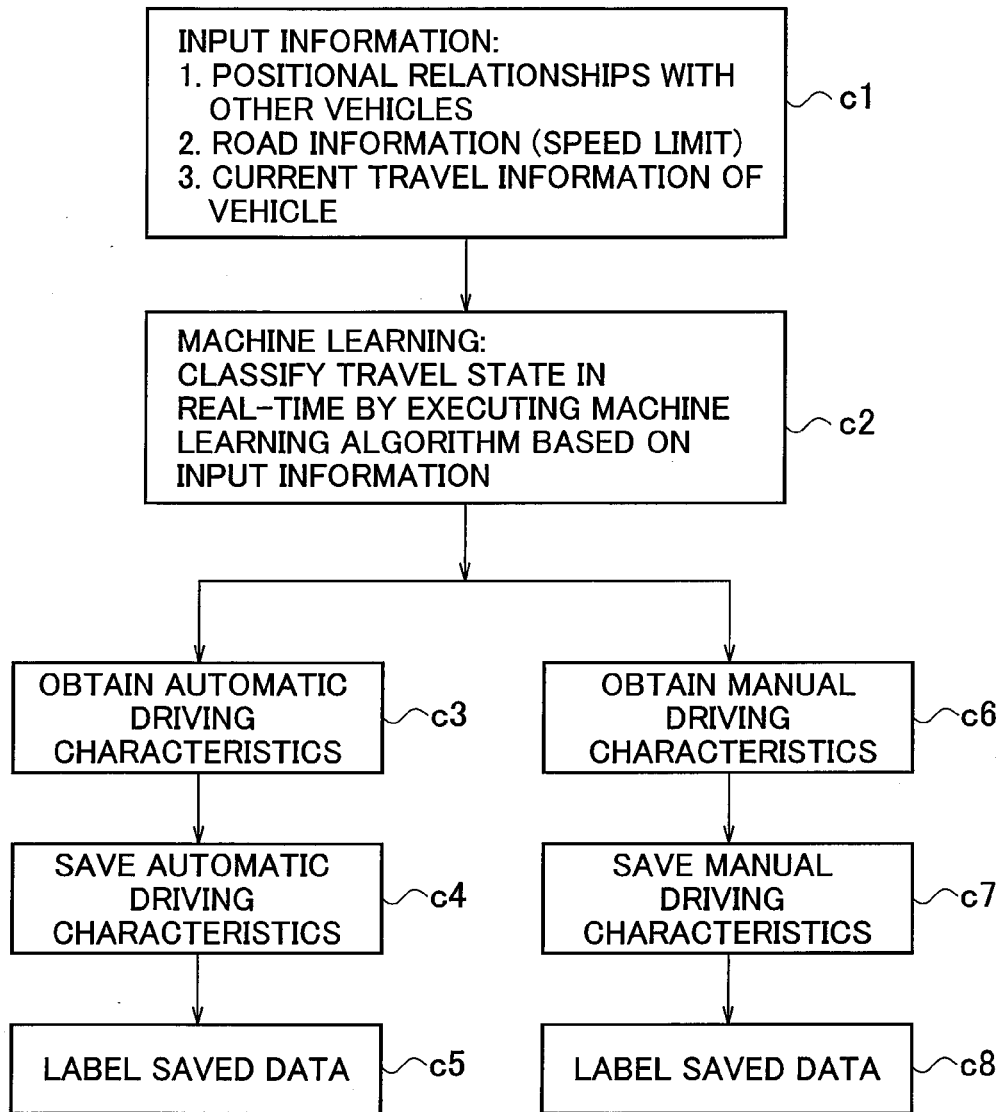 INPUT INFORMATION:
1. POSITIONAL RELATIONSHIPS WITH
OTHER VEHICLES
2. ROAD INFORMATION (SPEED LIMIT)
3. CURRENT TRAVEL INFORMATION OF
VEHICLE
c1
MACHINE LEARNING:
CLASSIFY TRAVEL STATE IN
REAL-TIME BY EXECUTING MACHINE
LEARNING ALGORITHM BASED ON
INPUT INFORMATION
c2
OBTAIN AUTOMATIC
DRIVING
CHARACTERISTICS
c3
OBTAIN MANUAL
DRIVING
CHARACTERISTICS
c6
SAVE AUTOMATIC
DRIVING
CHARACTERISTICS
c4
SAVE MANUAL
DRIVING
CHARACTERISTICS
c7
LABEL SAVED DATA
c5
LABEL SAVED DATA
c8